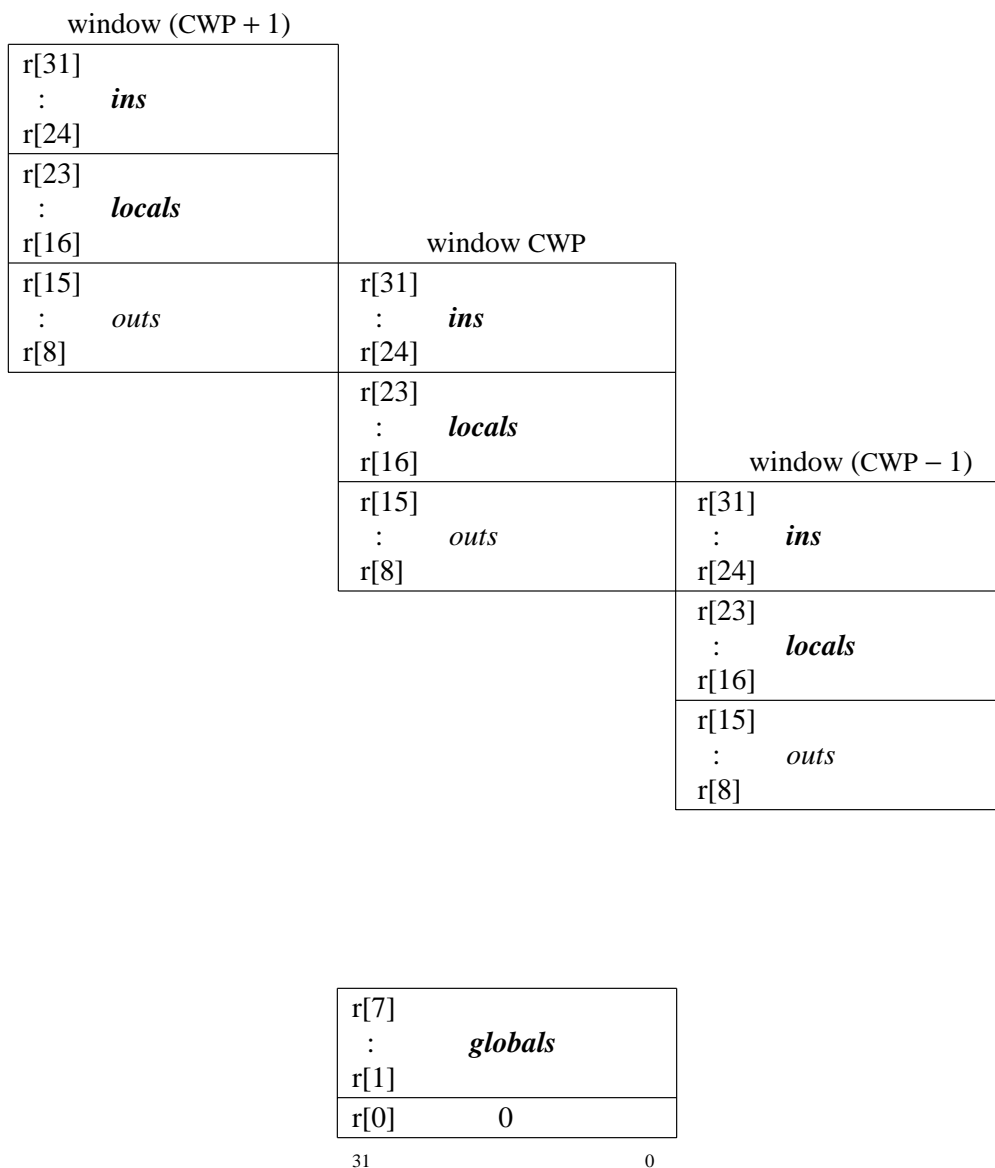 window (CWP + 1)
r[31]
: ins
r[24]
r[23]
: locals
r[16]
r[15]
: outs
r[8]
window CWP
r[31]
: ins
r[24]
r[23]
: locals
r[16]
r[15]
: outs
r[8]
window (CWP − 1)
r[31]
: ins
r[24]
r[23]
: locals
r[16]
r[15]
: outs
r[8]
r[7]
: globals
r[1]
r[0] 0
31 0